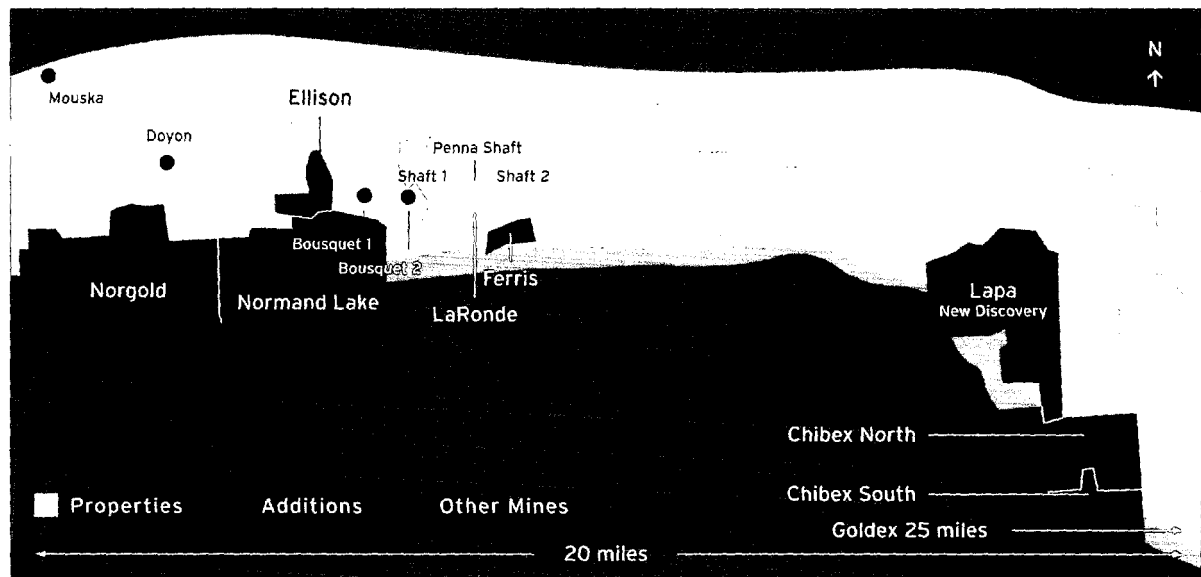 N
Mouska
Ellison
Doyon
Penna Shaft
Shaft 1
Shaft 2
Bousquet 1
Bousquet 2
Ferris
Norgold
Normand Lake
LaRonde
Lapa
New Discovery
Chibex North
Chibex South
Properties
Additions
Other Mines
Goldex 25 miles
20 miles